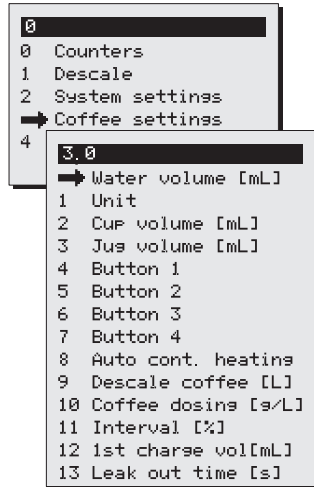 0
0 Counters
1 Descale
2 System settings
Coffee settings
4
3.0
Water volume [mL]
1 Unit
2 Cup volume [mL]
3 Jug volume [mL]
4 Button 1
5 Button 2
6 Button 3
7 Button 4
8 Auto cont. heating
9 Descale coffee [L]
10 Coffee dosing [g/L]
11 Interval [%]
12 1st charge vol[mL]
13 Leak out time [s]